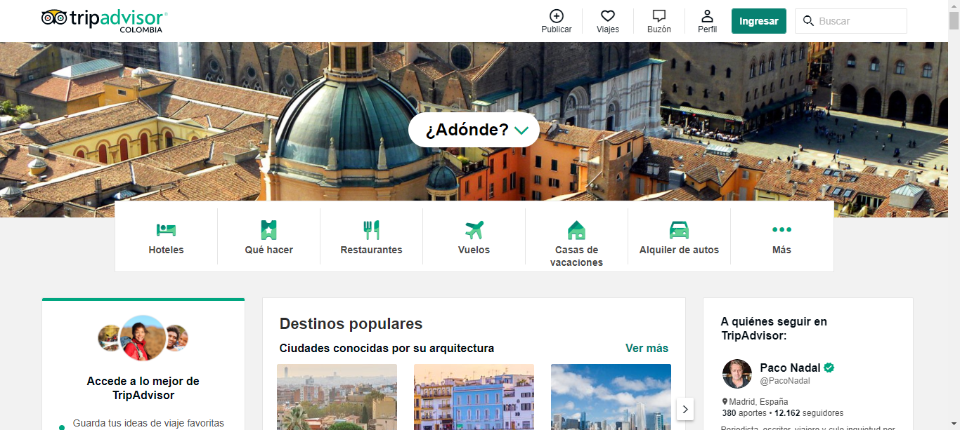 tripadvisor®
COLOMBIA
Publicar
Viajes
Buzón
Perfil
Ingresar
Buscar
¿Adónde?
Hoteles
Qué hacer
Restaurantes
Vuelos
Casas de
vacaciones
Alquiler de autos
Más
Accede a lo mejor de
TripAdvisor
Guarda tus ideas de viaje favoritas
Destinos populares
Ciudades conocidas por su arquitectura
Ver más
A quiénes seguir en
TripAdvisor:
Paco Nadal
@PacoNadal
Madrid, España
380 aportes • 12.162 seguidores
Periodista, escritor, viajero y culo inquieto por